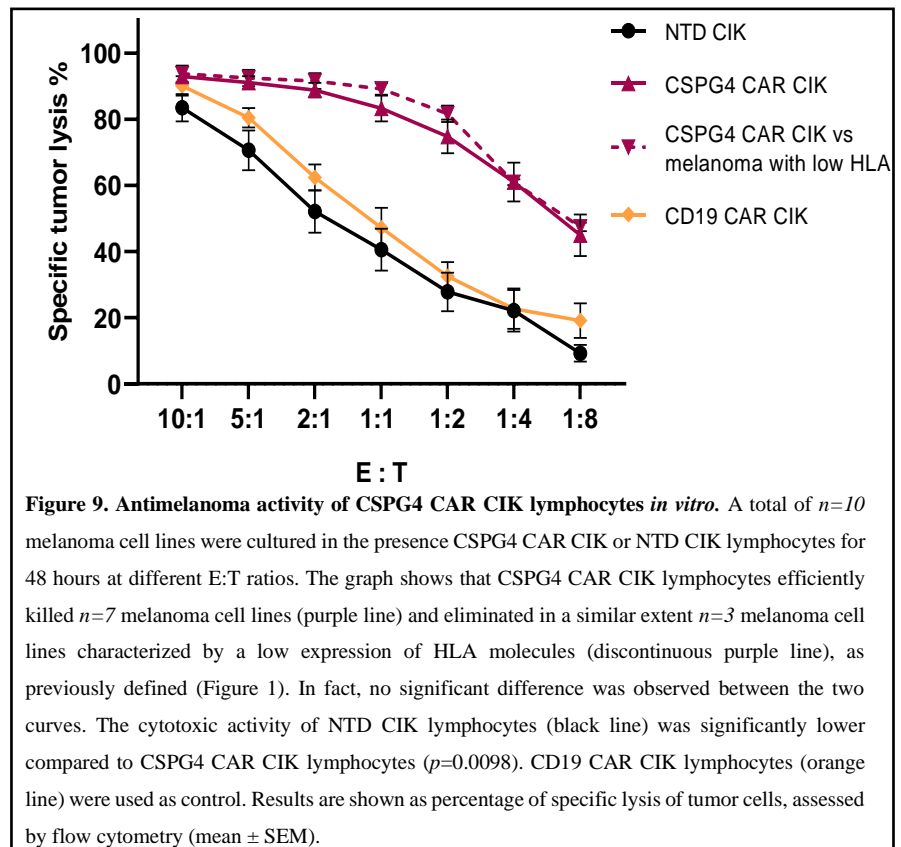 NTD CIK
CSPG4 CAR CIK
CSPG4 CAR CIK vs
melanoma with low HLA
CD19 CAR CIK
Specific tumor lysis %
100
80
60
40
20
0
10:1 5:1 2:1 1:1 1:2 1:4 1:8
E : T
Figure 9. Antimelanoma activity of CSPG4 CAR CIK lymphocytes in vitro. A total of n=10
melanoma cell lines were cultured in the presence CSPG4 CAR CIK or NTD CIK lymphocytes for
48 hours at different E:T ratios. The graph shows that CSPG4 CAR CIK lymphocytes efficiently
killed n=7 melanoma cell lines (purple line) and eliminated in a similar extent n=3 melanoma cell
lines characterized by a low expression of HLA molecules (discontinuous purple line), as
previously defined (Figure 1). In fact, no significant difference was observed between the two
curves. The cytotoxic activity of NTD CIK lymphocytes (black line) was significantly lower
compared to CSPG4 CAR CIK lymphocytes (p=0.0098). CD19 CAR CIK lymphocytes (orange
line) were used as control. Results are shown as percentage of specific lysis of tumor cells, assessed
by flow cytometry (mean ± SEM).